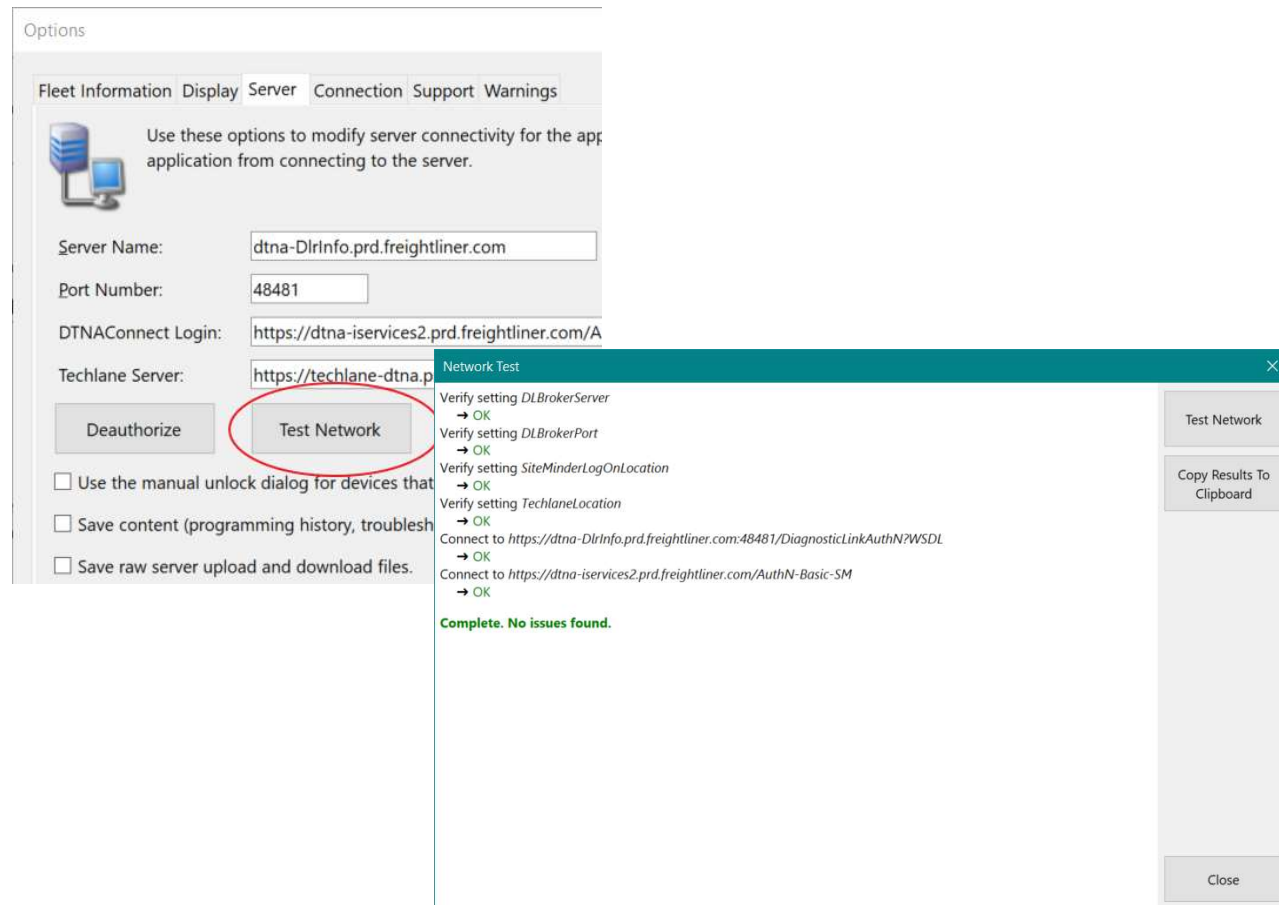 Options
Fleet Information Display Server Connection Support Warnings
Use these options to modify server connectivity for the app
application from connecting to the server.
Server Name: dtna-DlrInfo.prd.freightliner.com
Port Number: 48481
DTNAConnect Login: https://dtna-iservices2.prd.freightliner.com/A
Techlane Server: https://techlane-dtna.p
Deauthorize Test Network
Use the manual unlock dialog for devices that
Save content (programming history, troublesh
Save raw server upload and download files.
Network Test
Verify setting DLBrokerServer
➔ OK
Verify setting DLBrokerPort
➔ OK
Verify setting SiteMinderLogOnLocation
➔ OK
Verify setting TechlaneLocation
➔ OK
Connect to https://dtna-DlrInfo.prd.freightliner.com:48481/DiagnosticLinkAuthN?WSDL
➔ OK
Connect to https://dtna-iservices2.prd.freightliner.com/AuthN-Basic-SM
➔ OK
Complete. No issues found.
Test Network
Copy Results To
Clipboard
Close